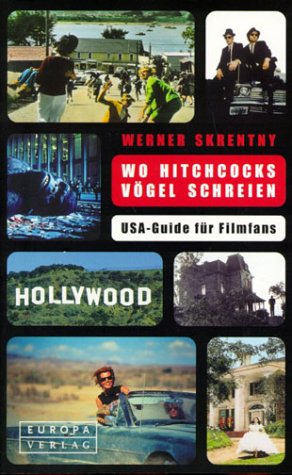 WERNER SKRENTNY
WO HITCHCOCKS
VÖGEL SCHREIEN
USA-Guide für Filmfans
HOLLYWOOD
EUROPA
VERLAG